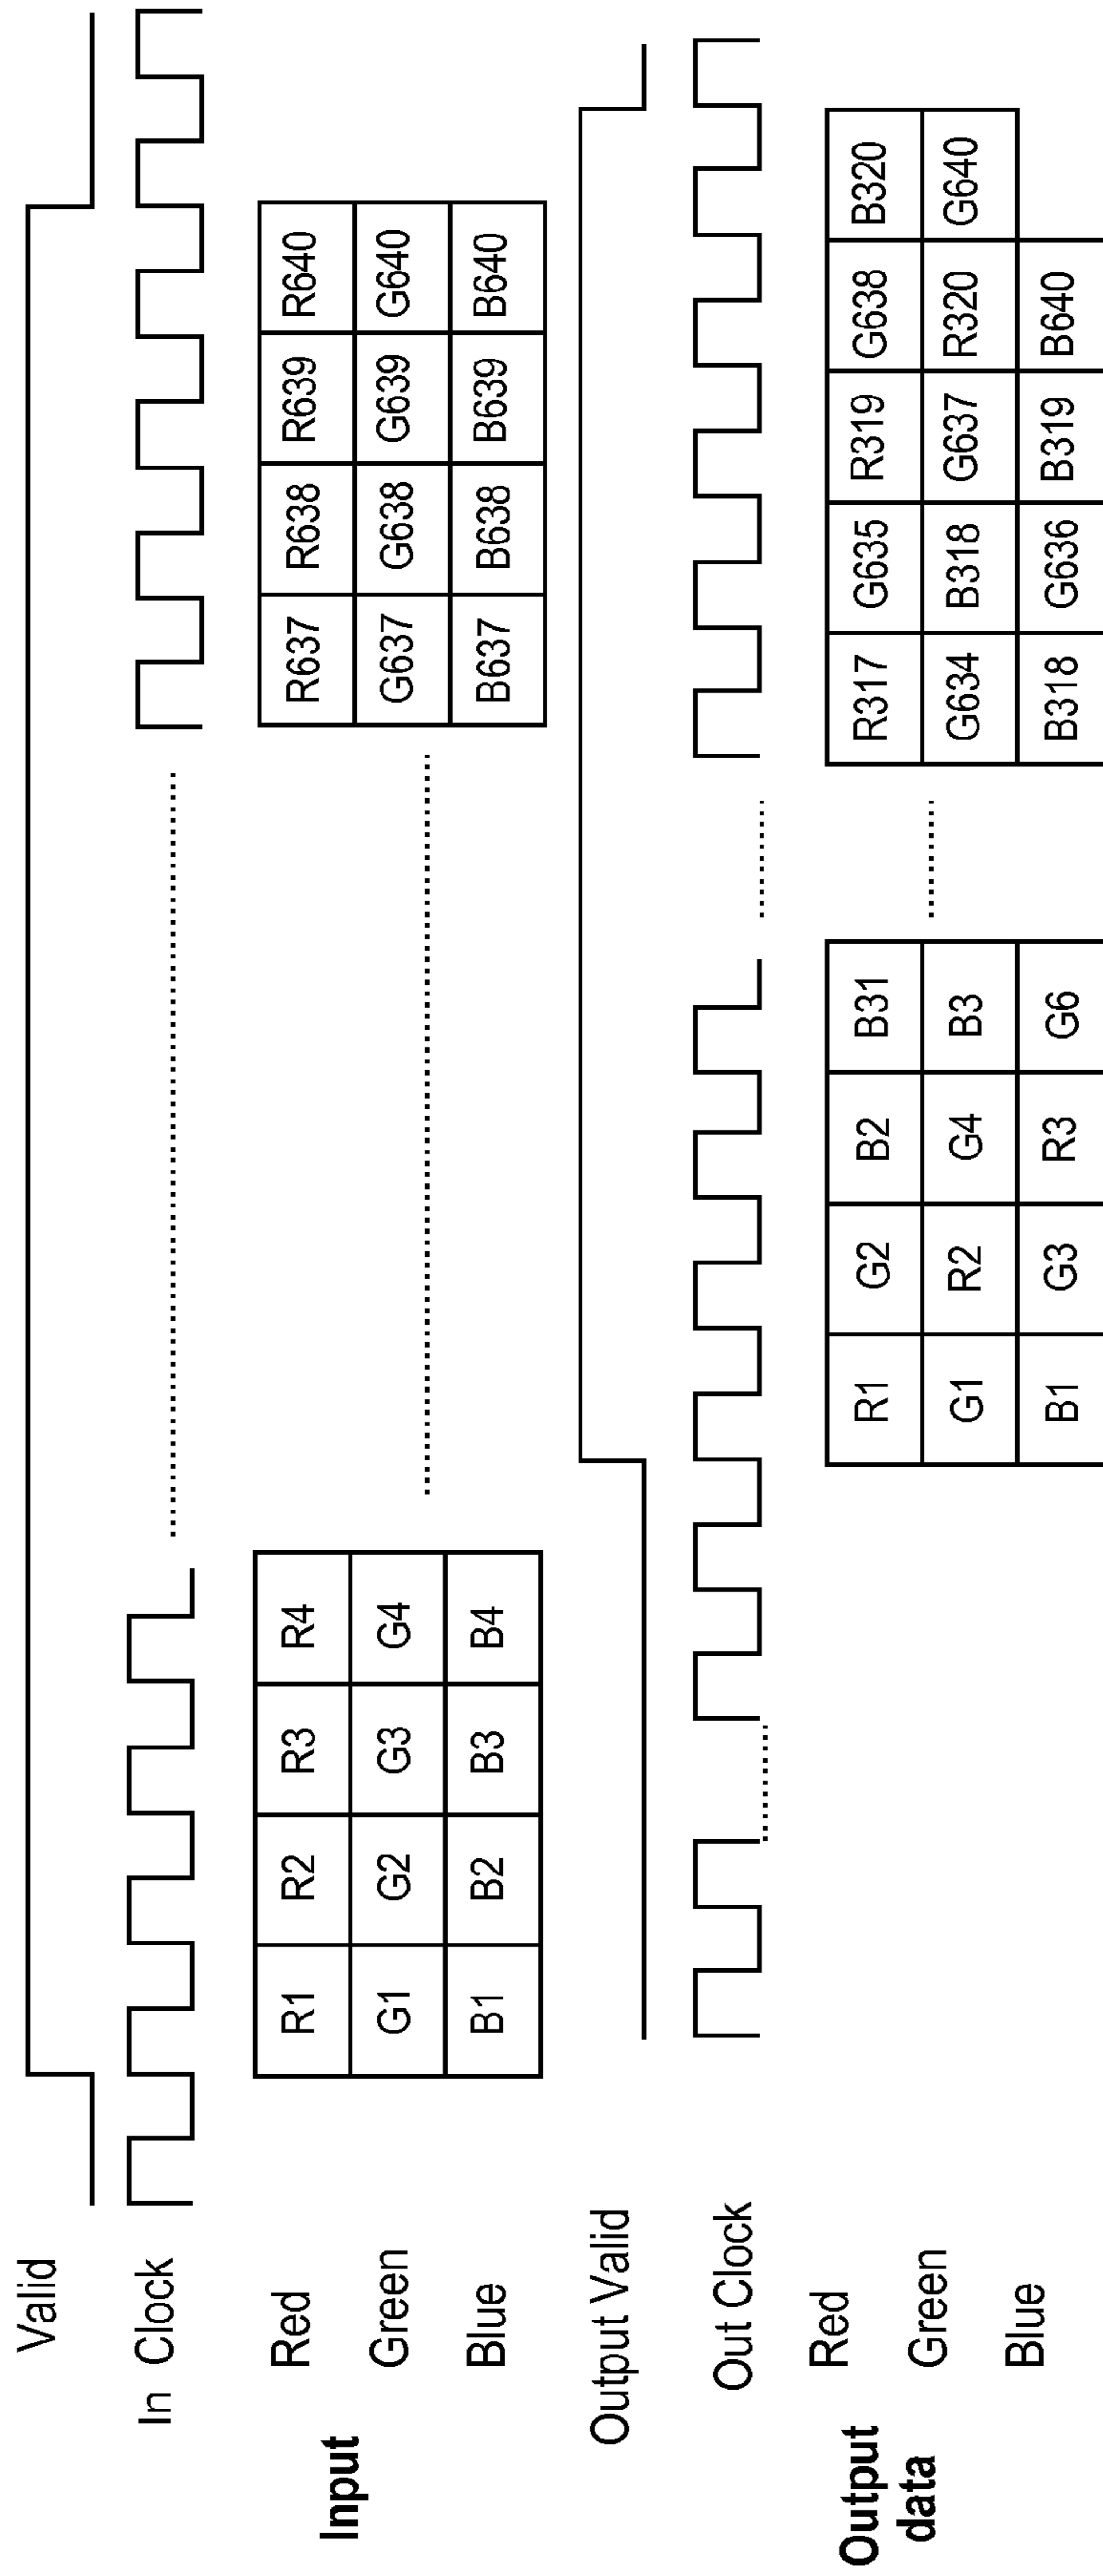 Valid
In Clock
Input
Red R1 R2 R3 R4 R637 R638 R639 R640
Green G1 G2 G3 G4 G637 G638 G639 G640
Blue B1 B2 B3 B4 B637 B638 B639 B640
Output Valid
Out Clock
Output data
Red R1 G2 B2 B31 R317 G635 R319 G638 B320
Green G1 R2 G4 B3 G634 B318 G637 R320 G640
Blue B1 G3 R3 G6 B318 G636 B319 B640